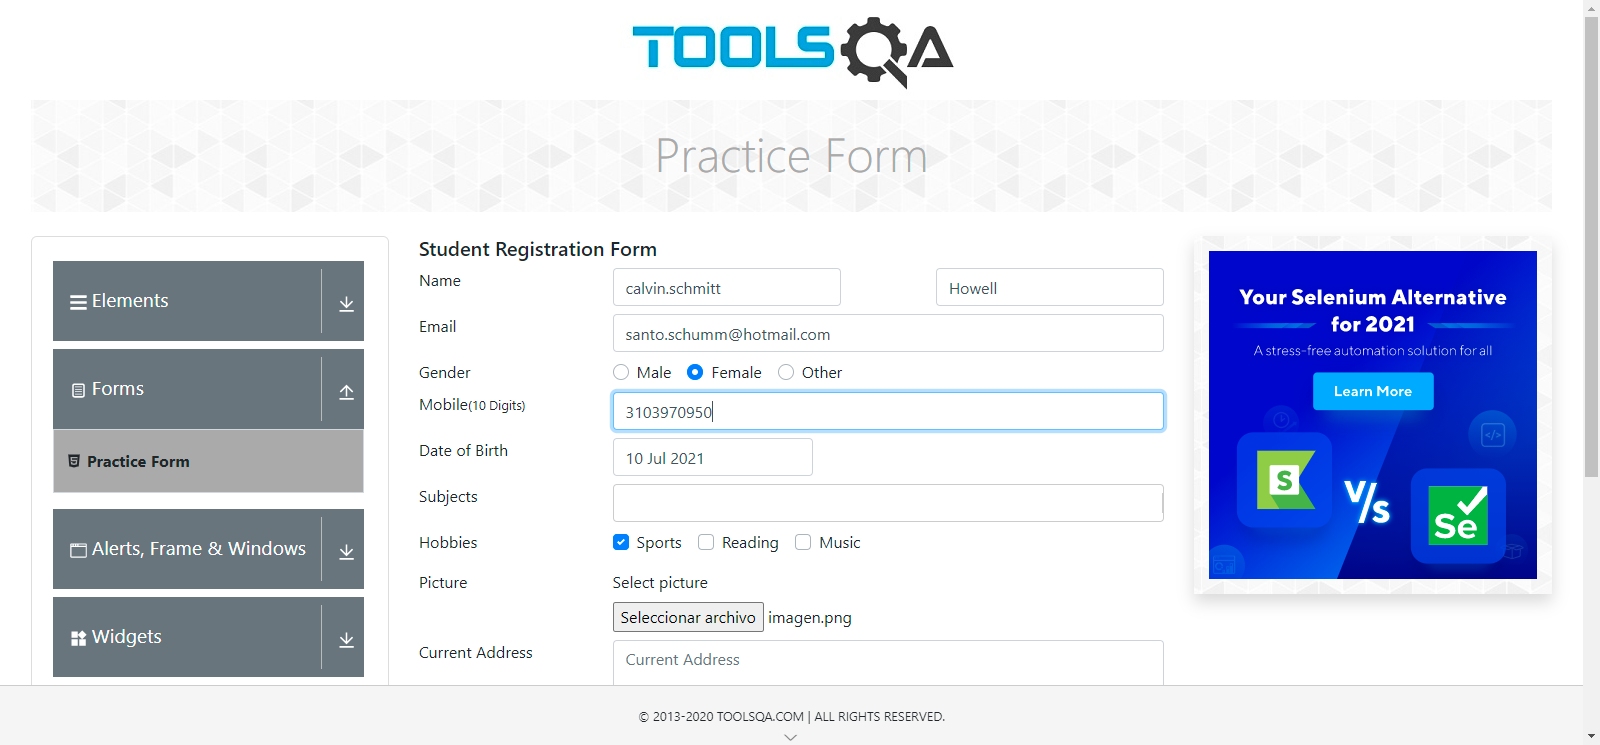 TOOLSQA
Practice Form
Elements
Forms
Practice Form
Alerts, Frame & Windows
Widgets
Student Registration Form
Name
calvin.schmitt
Howell
Email
santo.schumm@hotmail.com
Gender
Male
Female
Other
Mobile(10 Digits)
3103970950
Date of Birth
10 Jul 2021
Subjects
Hobbies
Sports
Reading
Music
Picture
Select picture
Seleccionar archivo
imagen.png
Current Address
Current Address
Your Selenium Alternative
for 2021
A stress-free automation solution for all
Learn More
S
V/s
Se
© 2013-2020 TOOLSQA.COM | ALL RIGHTS RESERVED.